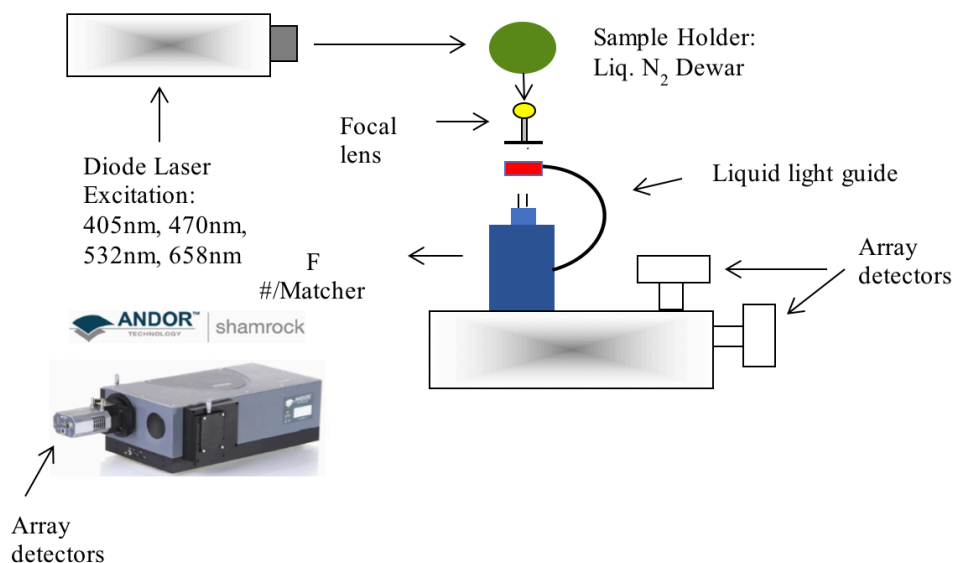 Sample Holder:
Liq. N₂ Dewar
Focal
lens
Diode Laser
Excitation:
405nm, 470nm,
532nm, 658nm
Liquid light guide
F
#/Matcher
Array
detectors
ANDOR™
TECHNOLOGY
shamrock
ANDOR
Array
detectors